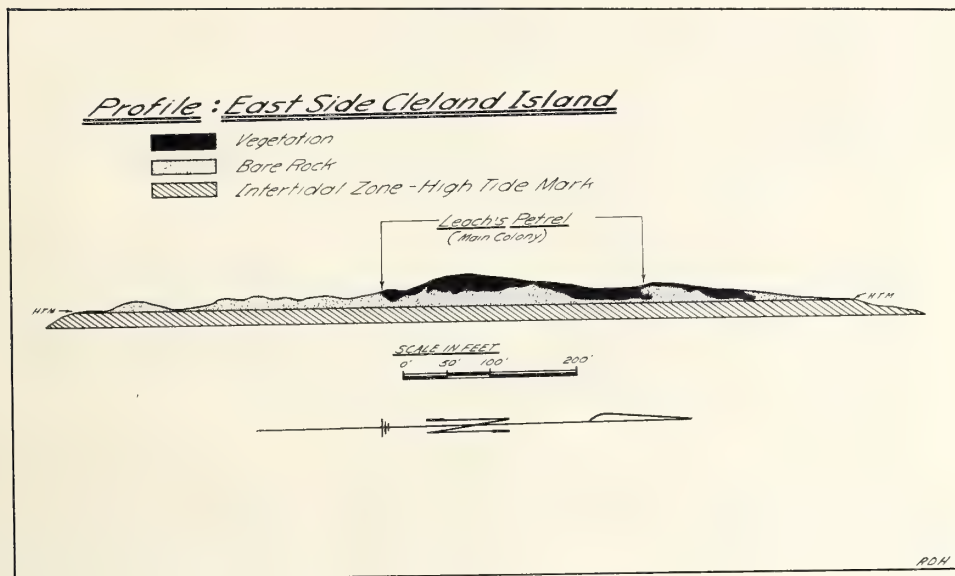 Profile : East Side Cleland Island
Vegetation
Bare Rock
Intertidal Zone - High Tide Mark
Leach's Petrel
(Main Colony)
HTM
HTM
SCALE IN FEET
0' 50' 100' 200'
N
RDH